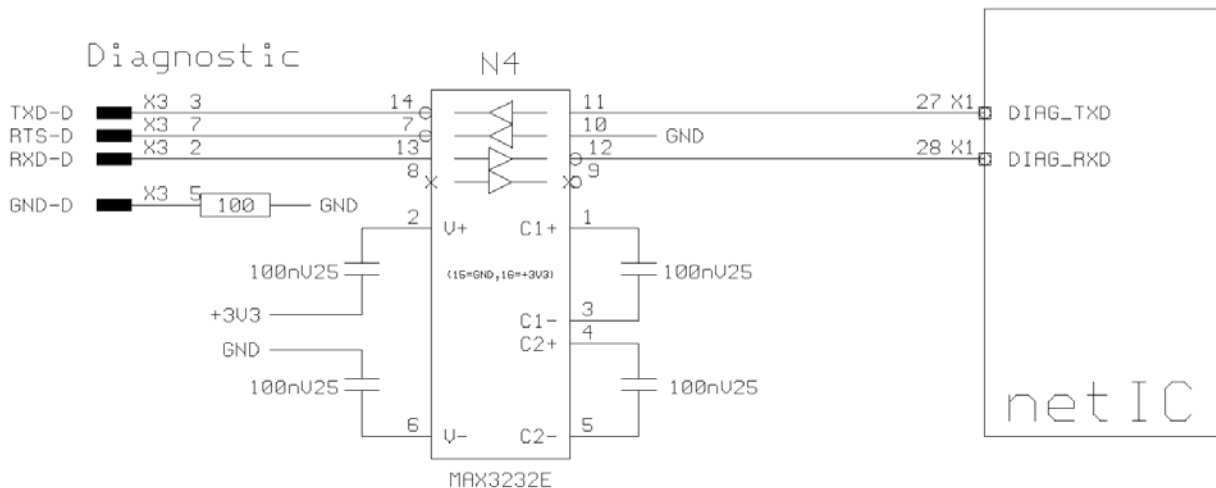 Diagnostic
N4
TXD-D X3 3 14 11 27 X1 DIAG_TXD
RTS-D X3 7 7 10 GND
RXD-D X3 2 13 12 28 X1 DIAG_RXD
8 9
GND-D X3 5 100 GND
2 V+ C1+ 1
100nV25 (15=GND,16=+3V3) 100nV25
+3V3 C1- 3
GND C2+ 4
100nV25 100nV25
6 V- C2- 5
netIC
MAX3232E